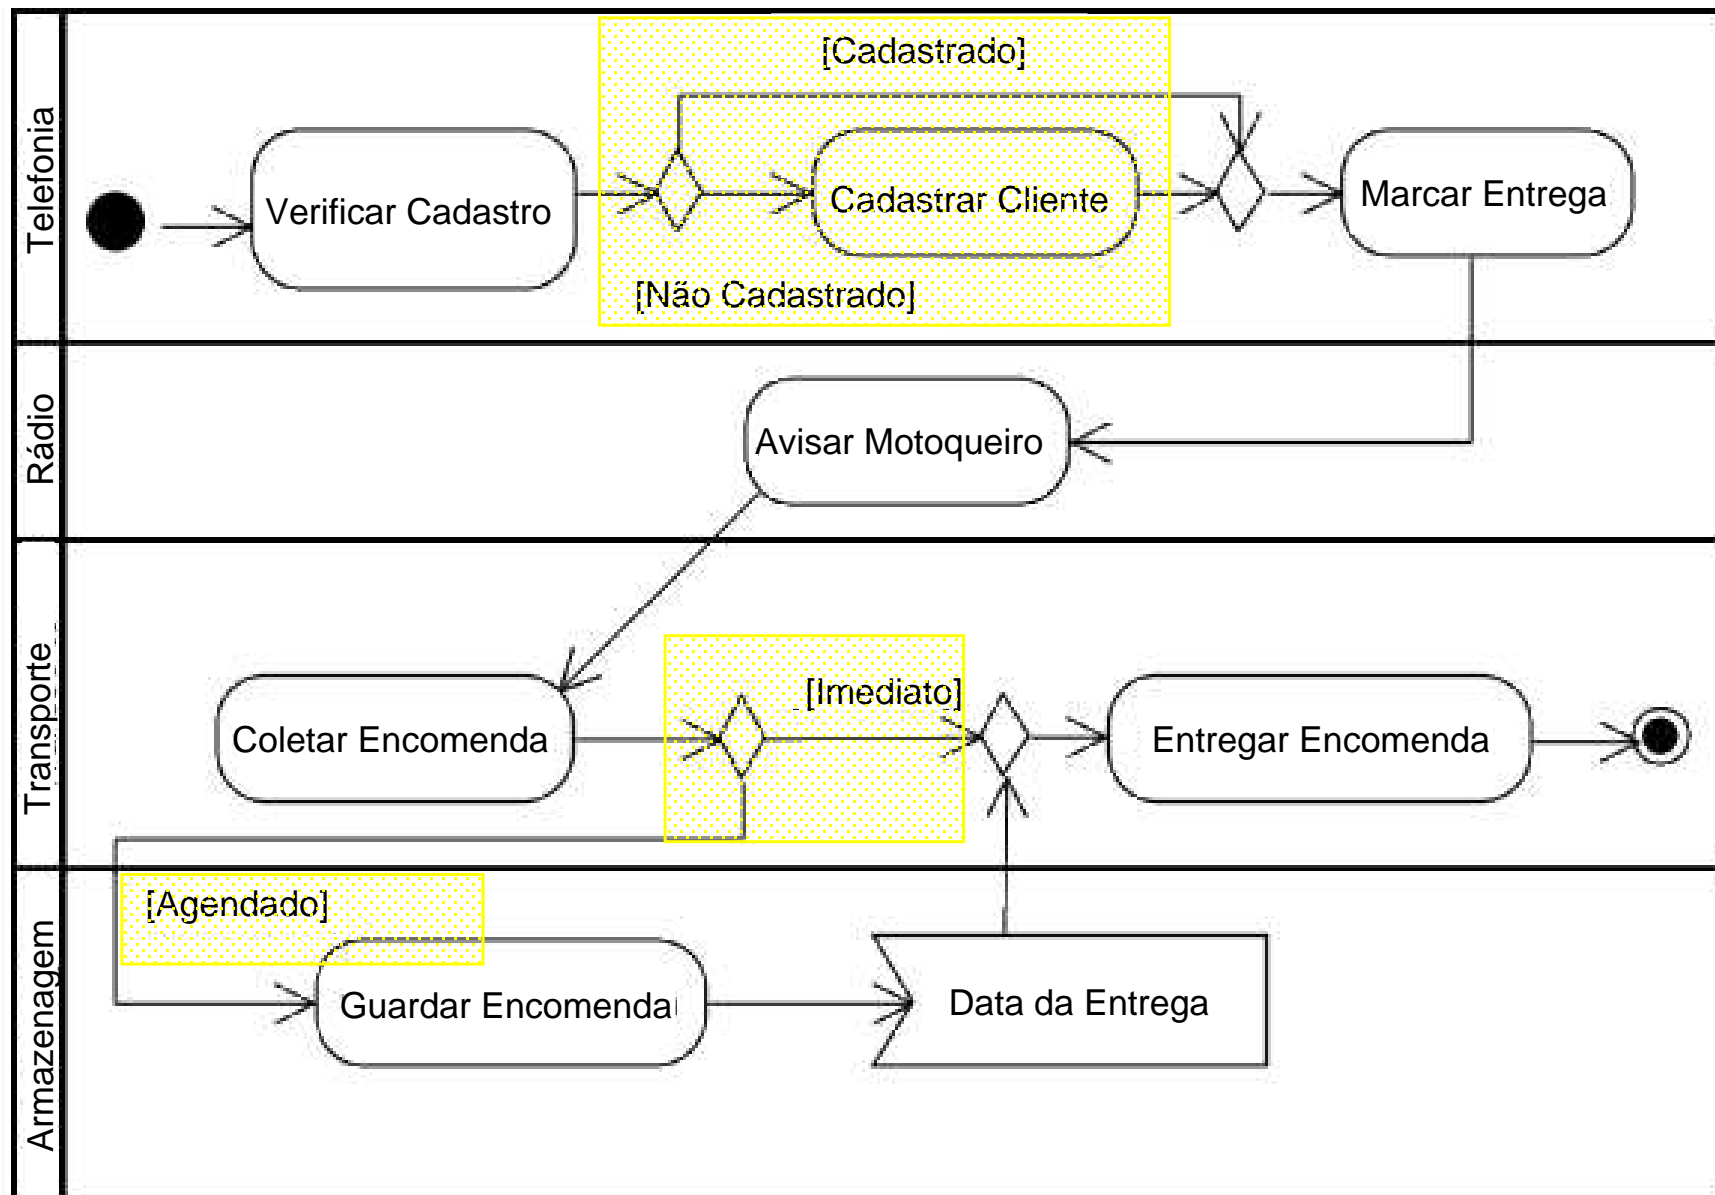 Telefonia
[Cadastrado]
Verificar Cadastro
Cadastrar Cliente
Marcar Entrega
[Não Cadastrado]
Rádio
Avisar Motoqueiro
Transporte
[Imediato]
Coletar Encomenda
Entregar Encomenda
Armazenagem
[Agendado]
Guardar Encomenda
Data da Entrega